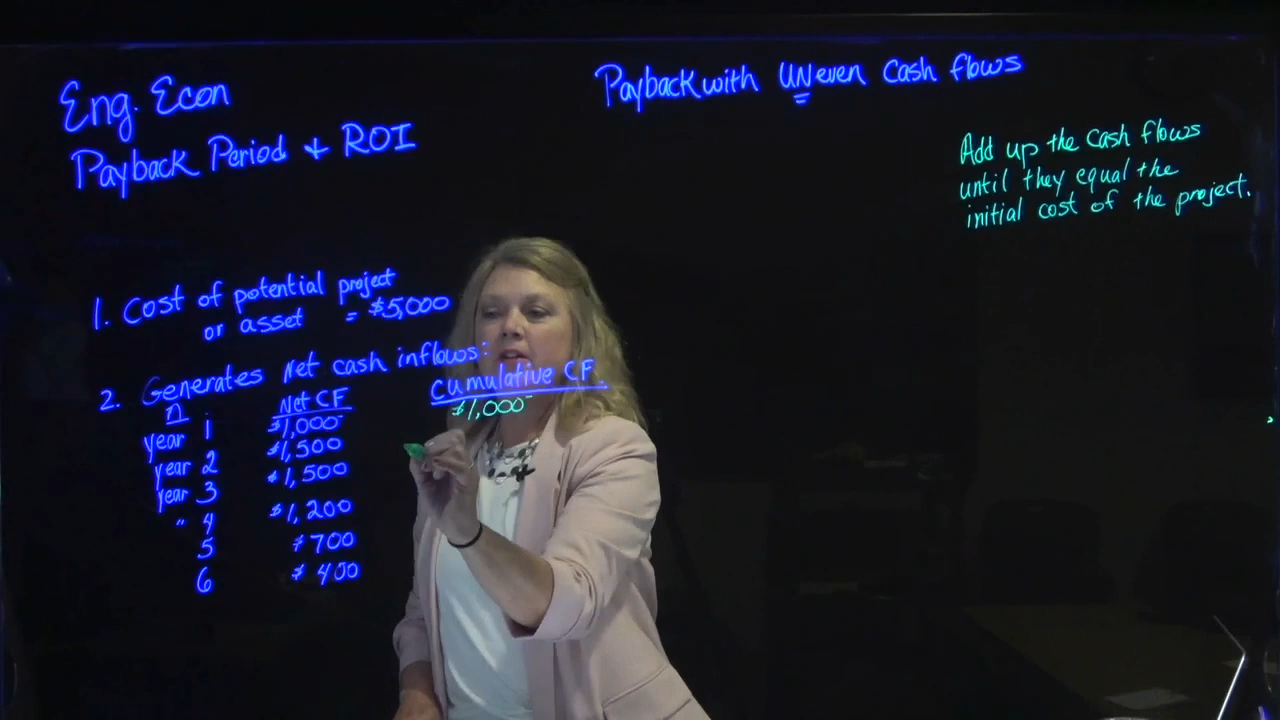 Eng. Econ
Payback Period + ROI
Payback with UNeven Cash flows
Add up the cash flows
until they equal the
initial cost of the project.
1. Cost of potential project
or asset = $5,000
2. Generates Net cash inflows:
n Net CF Cumulative CF
year 1 $1,000 $1,000
year 2 $1,500
year 3 $1,500
" 4 $1,200
5 $700
6 $400